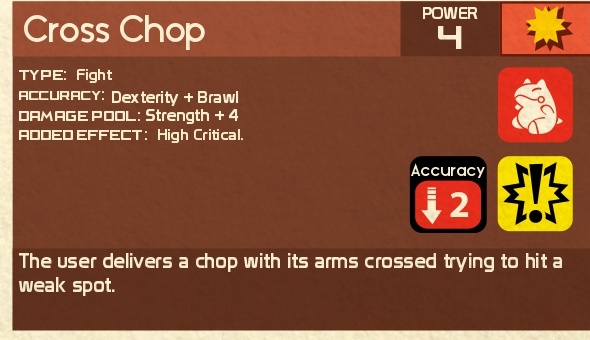 Cross Chop
POWER
4
TYPE: Fight
ACCURACY: Dexterity + Brawl
DAMAGE POOL: Strength + 4
ADDED EFFECT: High Critical.
Accuracy
2
!
The user delivers a chop with its arms crossed trying to hit a
weak spot.